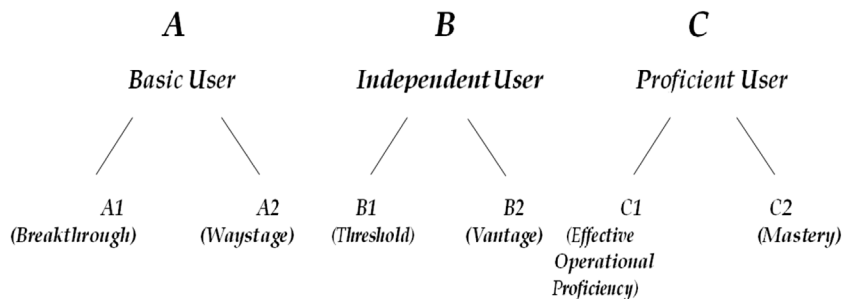 A B C
Basic User Independent User Proficient User
A1 A2 B1 B2 C1 C2
(Breakthrough) (Waystage) (Threshold) (Vantage) (Effective (Mastery)
Operational
Proficiency)